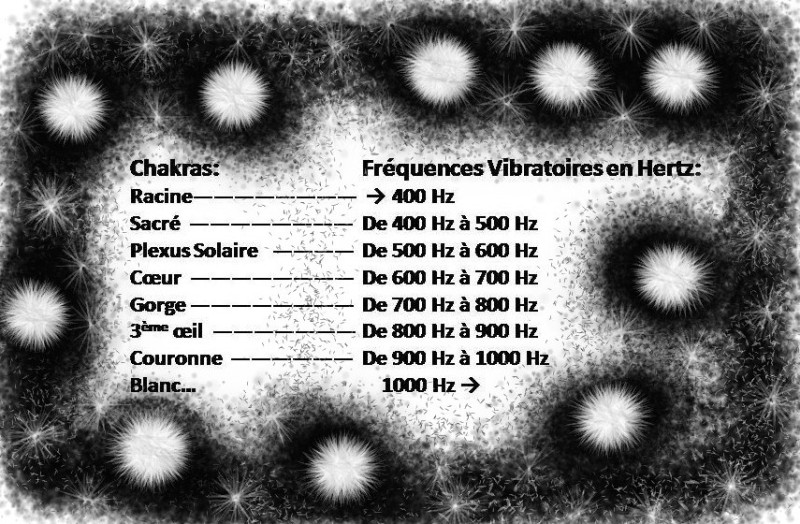 Chakras: Fréquences Vibratoires en Hertz:
Racine—————————→ 400 Hz
Sacré ————————— De 400 Hz à 500 Hz
Plexus Solaire ———— De 500 Hz à 600 Hz
Cœur ————————— De 600 Hz à 700 Hz
Gorge ————————— De 700 Hz à 800 Hz
3ème œil ———————— De 800 Hz à 900 Hz
Couronne ——————— De 900 Hz à 1000 Hz
Blanc... 1000 Hz →